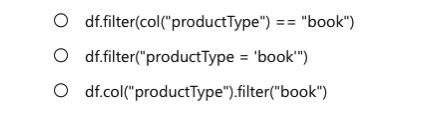 df.filter(col("productType") == "book")
df.filter("productType = 'book'")
df.col("productType").filter("book")